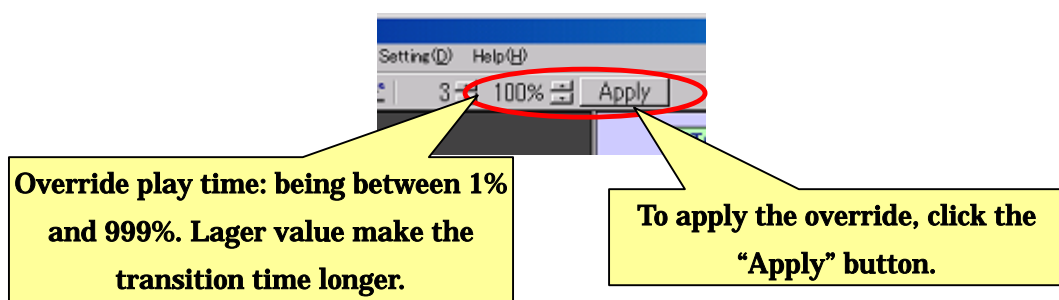 Setting(D) Help(H)
3 100% Apply
Override play time: being between 1%
and 999%. Lager value make the
transition time longer.
To apply the override, click the
“Apply” button.